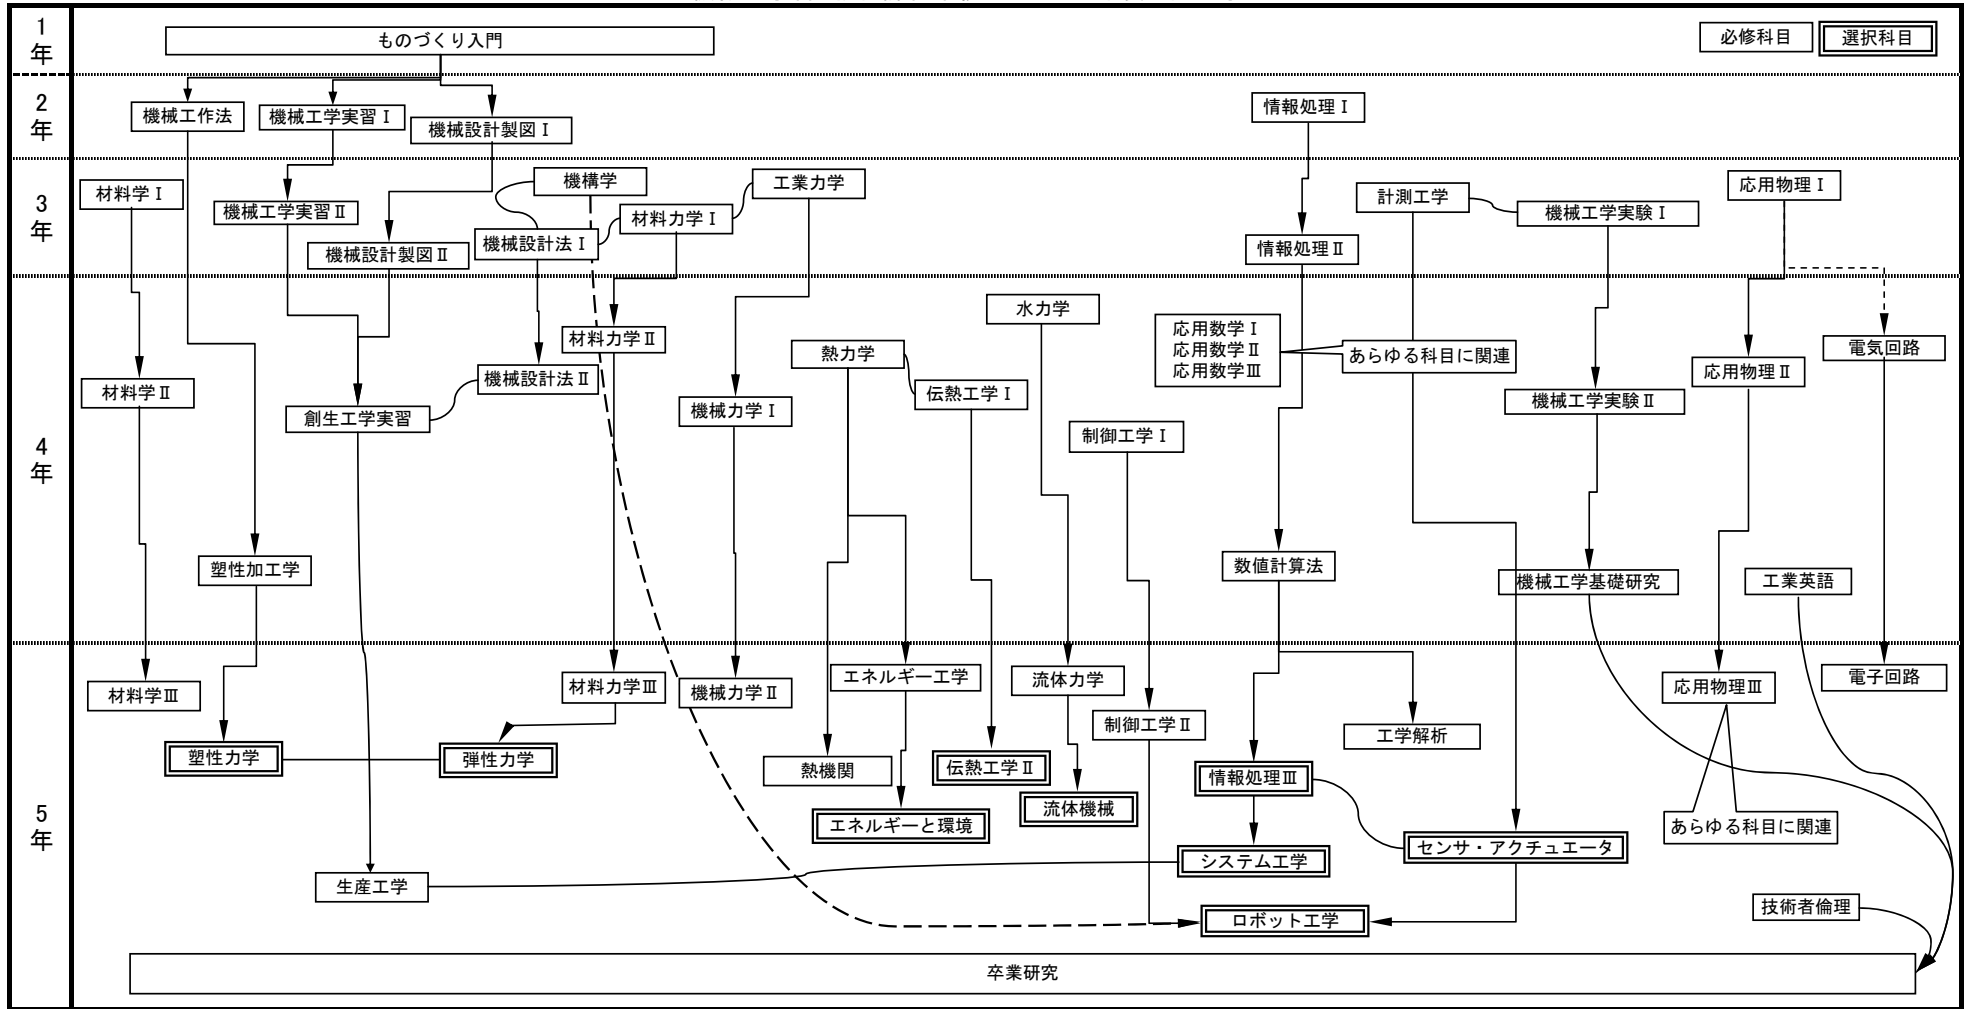 1
年
ものづくり入門
必修科目
選択科目
2
年
機械工作法
機械工学実習Ⅰ
機械設計製図Ⅰ
情報処理Ⅰ
3
年
材料学Ⅰ
機械工学実習Ⅱ
機械設計製図Ⅱ
機構学
機械設計法Ⅰ
材料力学Ⅰ
工業力学
情報処理Ⅱ
計測工学
機械工学実験Ⅰ
応用物理Ⅰ
4
年
材料学Ⅱ
創生工学実習
機械設計法Ⅱ
材料力学Ⅱ
機械力学Ⅰ
熱力学
伝熱工学Ⅰ
水力学
制御工学Ⅰ
応用数学Ⅰ
応用数学Ⅱ
応用数学Ⅲ
あらゆる科目に関連
機械工学実験Ⅱ
応用物理Ⅱ
電気回路
塑性加工学
数値計算法
機械工学基礎研究
工業英語
5
年
材料学Ⅲ
塑性力学
弾性力学
材料力学Ⅲ
機械力学Ⅱ
エネルギー工学
熱機関
エネルギーと環境
伝熱工学Ⅱ
流体力学
流体機械
制御工学Ⅱ
情報処理Ⅲ
工学解析
システム工学
センサ・アクチュエータ
応用物理Ⅲ
あらゆる科目に関連
電子回路
生産工学
ロボット工学
技術者倫理
卒業研究